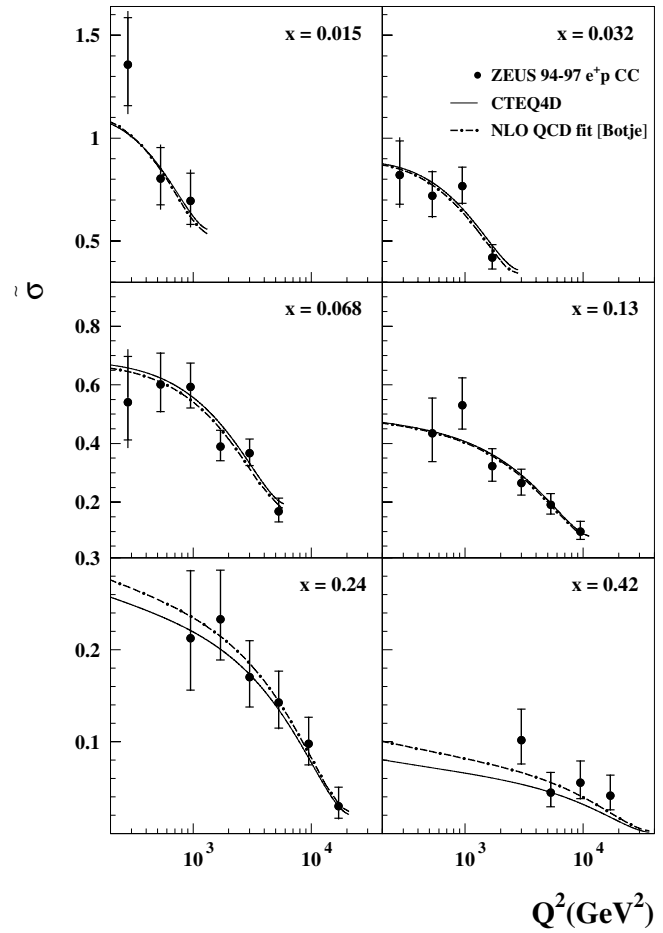 x = 0.015
x = 0.032
ZEUS 94-97 e⁺p CC
CTEQ4D
NLO QCD fit [Botje]
1.5
1
0.5
σ̃
x = 0.068
x = 0.13
0.8
0.6
0.4
0.2
0.3
x = 0.24
x = 0.42
0.2
0.1
10³ 10⁴ 10³ 10⁴
Q²(GeV²)